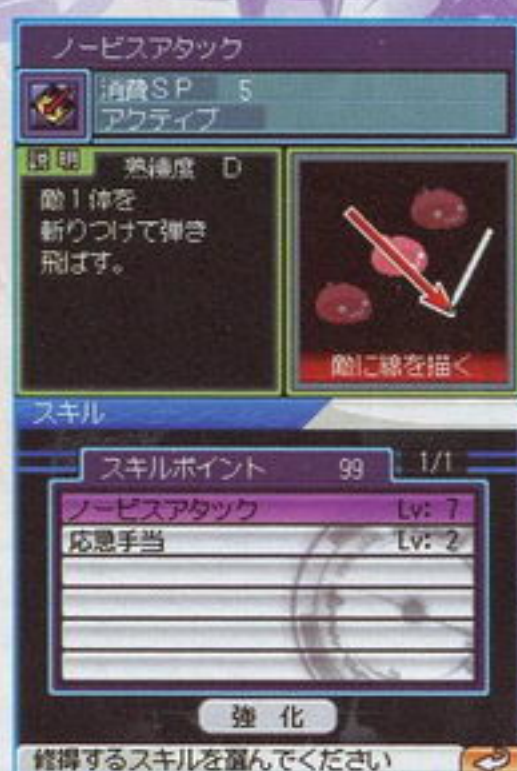 ノービスアタック
消費SP 5
アクティブ
説明 熟練度 D
敵1体を
斬りつけて弾き
飛ばす。
敵に線を描く
スキル
スキルポイント 99 1/1
ノービスアタック Lv: 7
応急手当 Lv: 2
強化
修得するスキルを選んでください